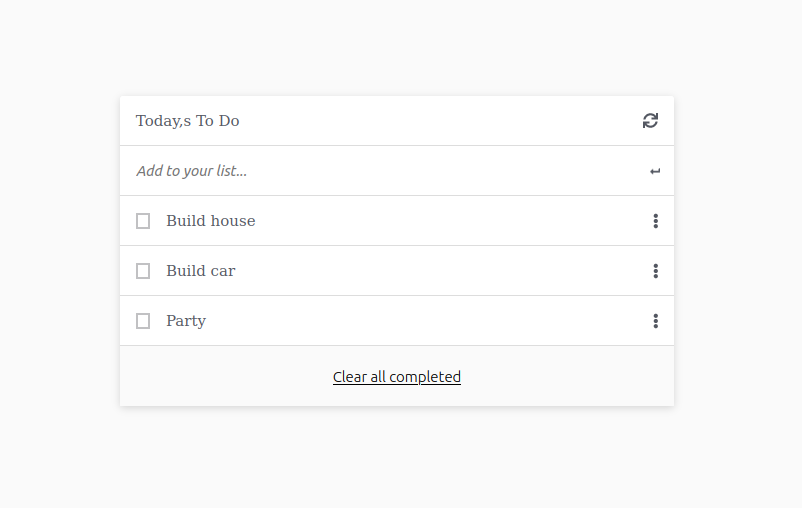 Today,s To Do
Add to your list...
Build house
Build car
Party
Clear all completed